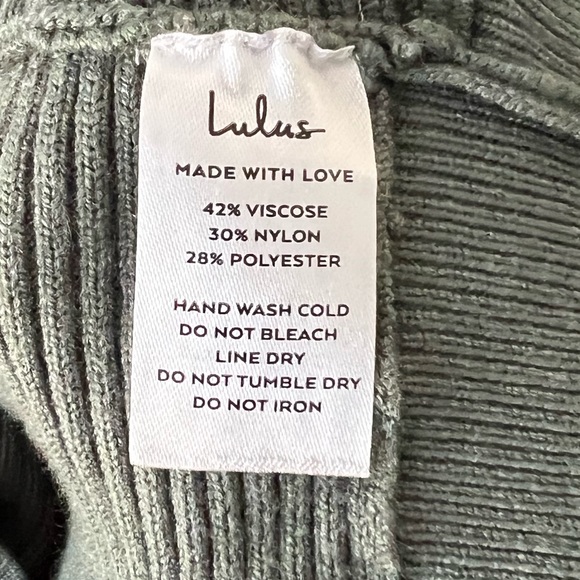 Lulus
MADE WITH LOVE
42% VISCOSE
30% NYLON
28% POLYESTER
HAND WASH COLD
DO NOT BLEACH
LINE DRY
DO NOT TUMBLE DRY
DO NOT IRON